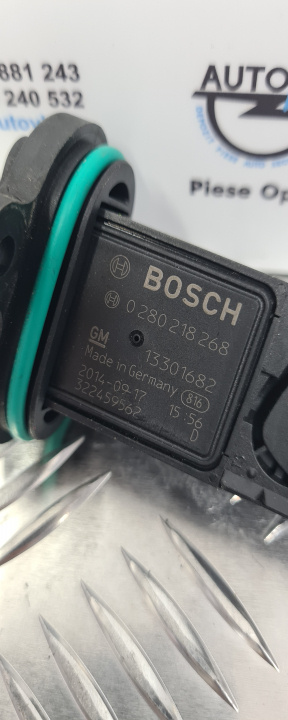 881 243
240 532
AUTOV
Piese Op
BOSCH
0 280 218 268
GM
13301682
Made in Germany 816
2014-09-17 15:56
322459562 D